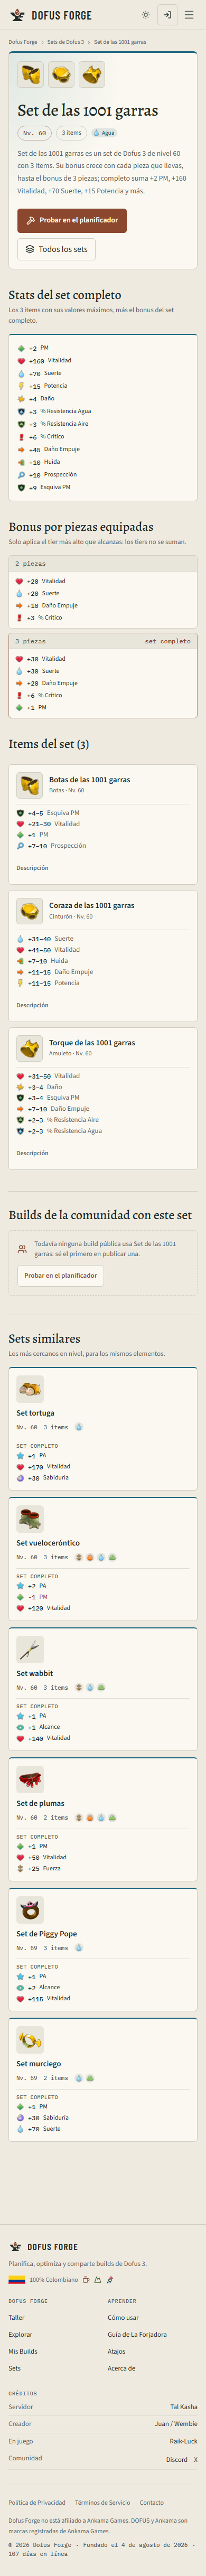 DOFUS FORGE
Dofus Forge › Sets de Dofus 3 › Set de las 1001 garras
Set de las 1001 garras
Nv. 60
3 items
Agua
Set de las 1001 garras es un set de Dofus 3 de nivel 60
con 3 items. Su bonus crece con cada pieza que llevas,
hasta el bonus de 3 piezas; completo suma +2 PM, +160
Vitalidad, +70 Suerte, +15 Potencia y más.
Probar en el planificador
Todos los sets
Stats del set completo
Los 3 items con sus valores máximos, más el bonus del set
completo.
+2 PM
+160 Vitalidad
+70 Suerte
+15 Potencia
+4 Daño
+3 % Resistencia Agua
+3 % Resistencia Aire
+6 % Crítico
+45 Daño Empuje
+10 Huida
+10 Prospección
+9 Esquiva PM
Bonus por piezas equipadas
Solo aplica el tier más alto que alcanzas: los tiers no se suman.
2 piezas
+20 Vitalidad
+20 Suerte
+10 Daño Empuje
+3 % Crítico
3 piezas set completo
+30 Vitalidad
+30 Suerte
+20 Daño Empuje
+6 % Crítico
+1 PM
Items del set (3)
Botas de las 1001 garras
Botas · Nv. 60
+4–5 Esquiva PM
+21–30 Vitalidad
+1 PM
+7–10 Prospección
Descripción
Coraza de las 1001 garras
Cinturón · Nv. 60
+31–40 Suerte
+41–50 Vitalidad
+7–10 Huida
+11–15 Daño Empuje
+11–15 Potencia
Descripción
Torque de las 1001 garras
Amuleto · Nv. 60
+31–50 Vitalidad
+3–4 Daño
+3–4 Esquiva PM
+7–10 Daño Empuje
+2–3 % Resistencia Aire
+2–3 % Resistencia Agua
Descripción
Builds de la comunidad con este set
Todavía ninguna build pública usa Set de las 1001
garras: sé el primero en publicar una.
Probar en el planificador
Sets similares
Los más cercanos en nivel, para los mismos elementos.
Set tortuga
Nv. 60 3 items
SET COMPLETO
+1 PA
+170 Vitalidad
+30 Sabiduría
Set vueloceróntico
Nv. 60 3 items
SET COMPLETO
+2 PA
-1 PM
+120 Vitalidad
Set wabbit
Nv. 60 3 items
SET COMPLETO
+1 PA
+1 Alcance
+140 Vitalidad
Set de plumas
Nv. 60 2 items
SET COMPLETO
+1 PM
+50 Vitalidad
+25 Fuerza
Set de Piggy Pope
Nv. 59 3 items
SET COMPLETO
+1 PA
+2 Alcance
+115 Vitalidad
Set murciego
Nv. 59 2 items
SET COMPLETO
+1 PM
+30 Sabiduría
+70 Suerte
DOFUS FORGE
Planifica, optimiza y comparte builds de Dofus 3.
100% Colombiano
DOFUS FORGE
Taller
Explorar
Mis Builds
Sets
APRENDER
Cómo usar
Guía de La Forjadora
Atajos
Acerca de
CRÉDITOS
Servidor Tal Kasha
Creador Juan / Wembie
En juego Raik-Luck
Comunidad Discord X
Política de Privacidad Términos de Servicio Contacto
Dofus Forge no está afiliado a Ankama Games. DOFUS y Ankama son
marcas registradas de Ankama Games.
© 2026 Dofus Forge · Fundado el 4 de agosto de 2026 ·
107 días en línea